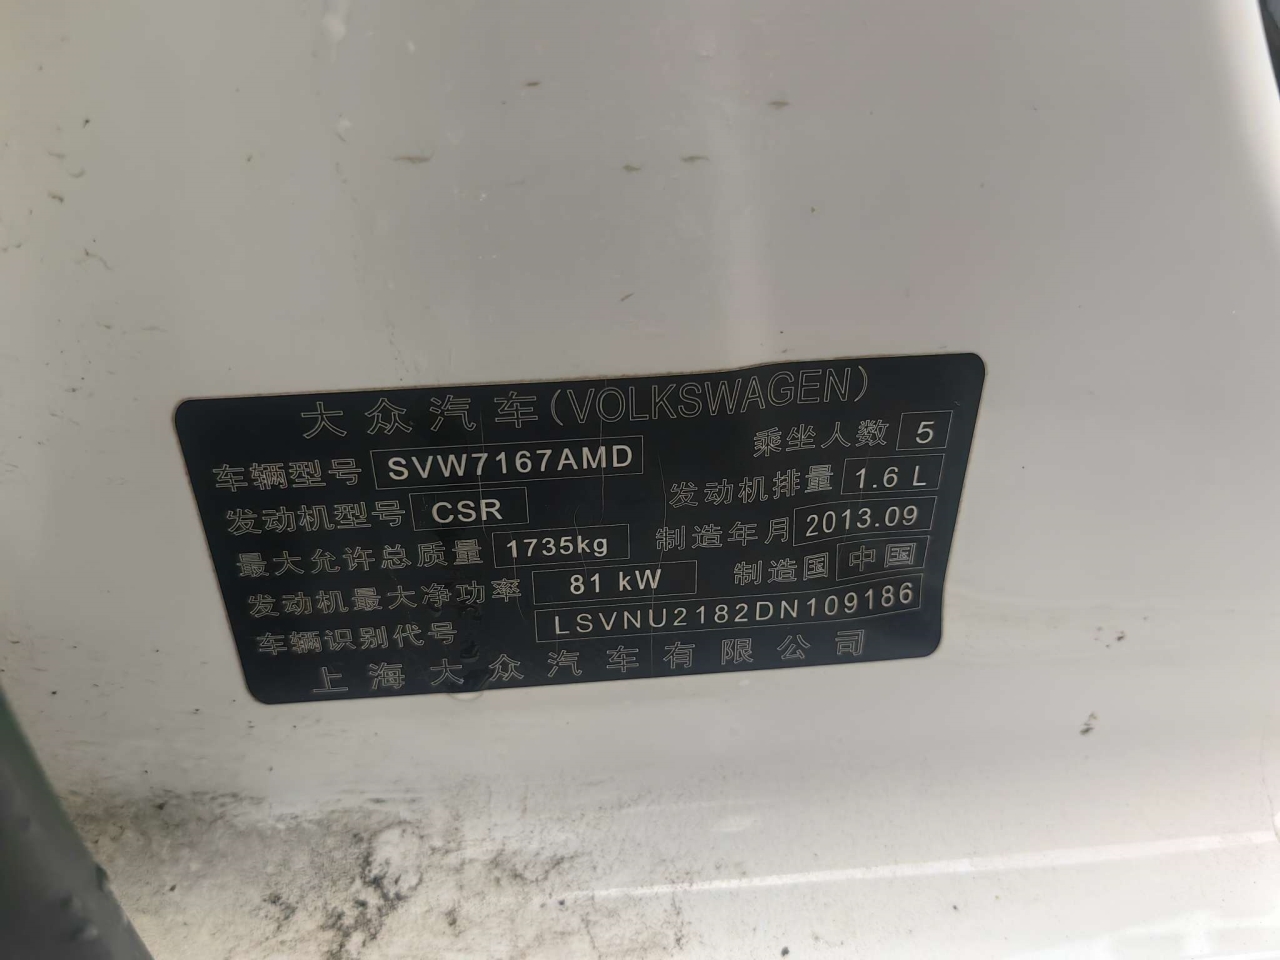 大众汽车(VOLKSWAGEN)
车辆型号 SVW7167AMD 乘坐人数 5
发动机型号 CSR 发动机排量 1.6 L
最大允许总质量 1735kg 制造年月 2013.09
发动机最大净功率 81 kW 制造国 中国
车辆识别代号 LSVNU2182DN109186
上海大众汽车有限公司